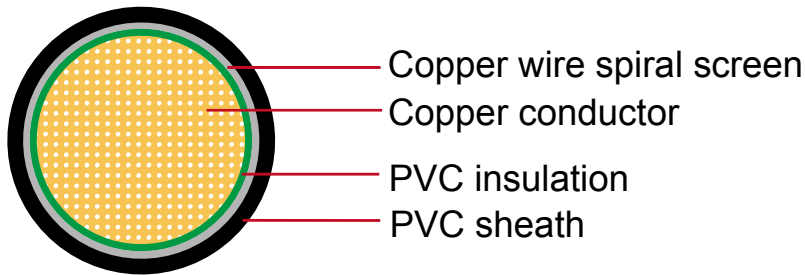 Copper wire spiral screen
Copper conductor
PVC insulation
PVC sheath